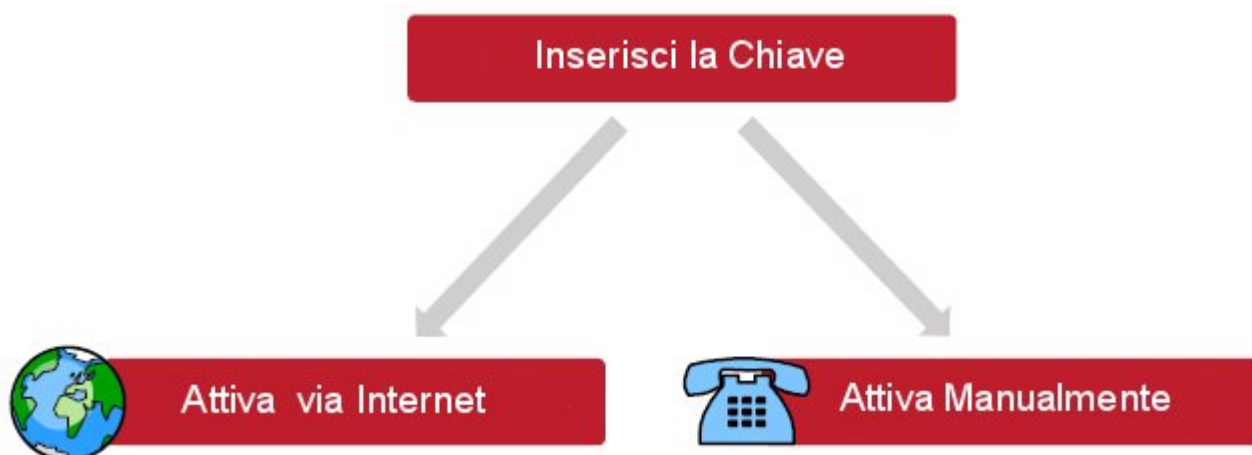 Inserisci la Chiave
Attiva via Internet
Attiva Manualmente